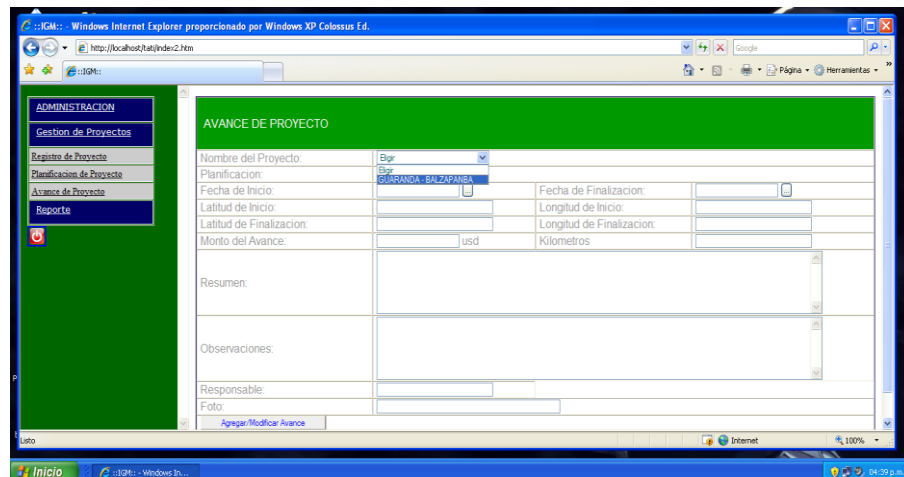 ::IGM:: - Windows Internet Explorer proporcionado por Windows XP Colossus Ed.
http://localhost/tati/index2.htm
Google
::IGM::
Página
Herramientas
ADMINISTRACION
Gestion de Proyectos
Registro de Proyecto
Planificacion de Proyecto
Avance de Proyecto
Reporte
AVANCE DE PROYECTO
Nombre del Proyecto: Eligir
Eligir
GUARANDA - BALZAPANBA
Planificacion:
Fecha de Inicio: ... Fecha de Finalizacion: ...
Latitud de Inicio: Longitud de Inicio:
Latitud de Finalizacion: Longitud de Finalizacion:
Monto del Avance: usd Kilometros
Resumen:
Observaciones:
Responsable:
Foto:
Agregar/Modificar Avance
Listo Internet 100%
Inicio ::IGM:: - Windows In... 04:39 p.m.